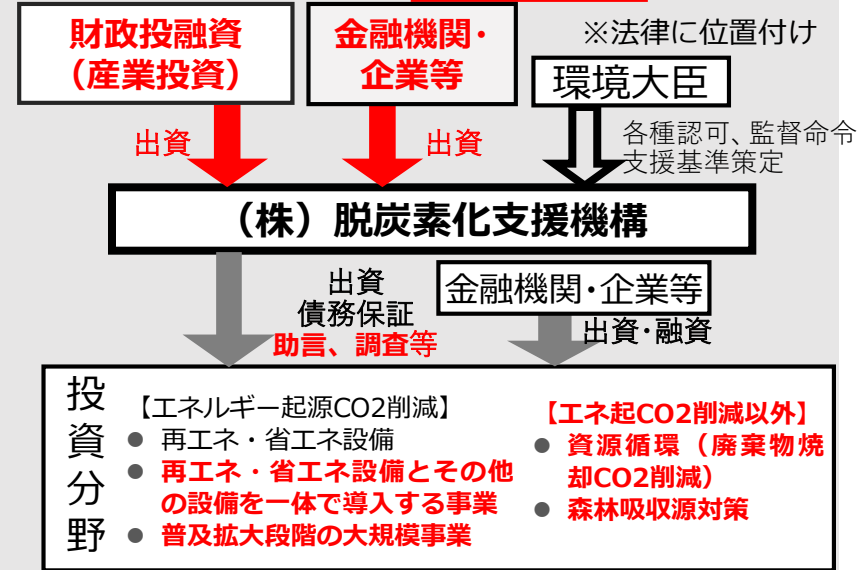 財政投融資
（産業投資）
金融機関・
企業等
※法律に位置付け
環境大臣
出資
出資
各種認可、監督命令
支援基準策定
（株）脱炭素化支援機構
出資
債務保証
助言、調査等
金融機関・企業等
出資・融資
投資分野
【エネルギー起源CO2削減】
● 再エネ・省エネ設備
● 再エネ・省エネ設備とその他
の設備を一体で導入する事業
● 普及拡大段階の大規模事業
【エネ起CO2削減以外】
● 資源循環（廃棄物焼
却CO2削減）
● 森林吸収源対策